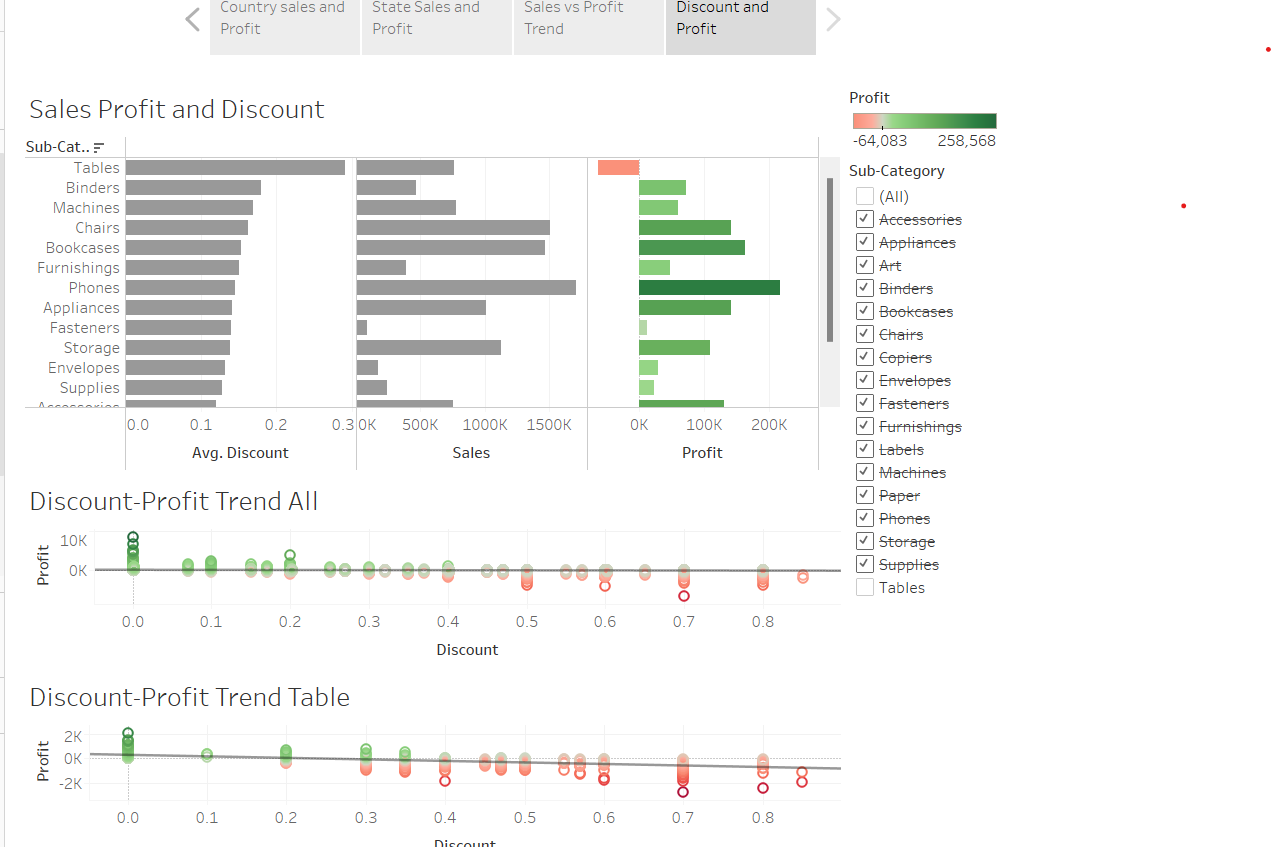 Country sales and
Profit
State Sales and
Profit
Sales vs Profit
Trend
Discount and
Profit
Sales Profit and Discount
Sub-Cat..
Tables
Binders
Machines
Chairs
Bookcases
Furnishings
Phones
Appliances
Fasteners
Storage
Envelopes
Supplies
Accessories
0.0 0.1 0.2 0.3 0K 500K 1000K 1500K 0K 100K 200K
Avg. Discount Sales Profit
Profit
-64,083 258,568
Sub-Category
(All)
Accessories
Appliances
Art
Binders
Bookcases
Chairs
Copiers
Envelopes
Fasteners
Furnishings
Labels
Machines
Paper
Phones
Storage
Supplies
Tables
Discount-Profit Trend All
Profit
10K
0K
0.0 0.1 0.2 0.3 0.4 0.5 0.6 0.7 0.8
Discount
Discount-Profit Trend Table
Profit
2K
0K
-2K
0.0 0.1 0.2 0.3 0.4 0.5 0.6 0.7 0.8
Discount